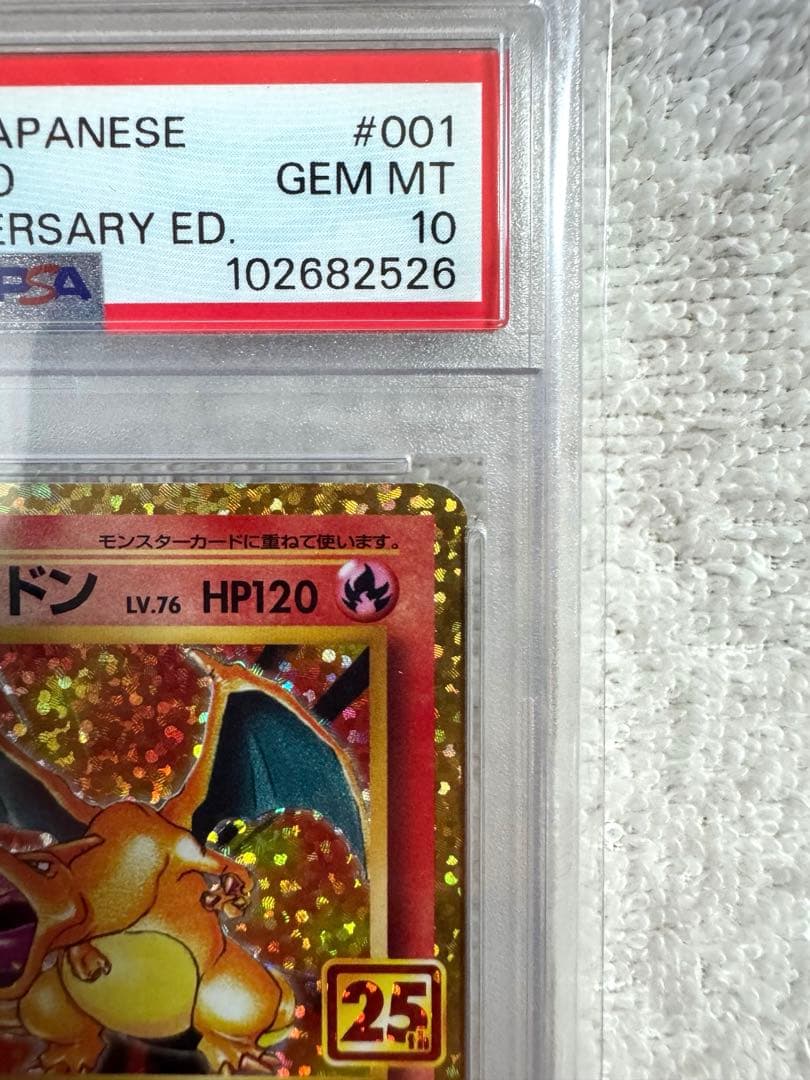 APANESE #001
GEM MT
ERSARY ED. 10
PSA 102682526
モンスターカードに重ねて使います。
ドン LV.76 HP120
25th